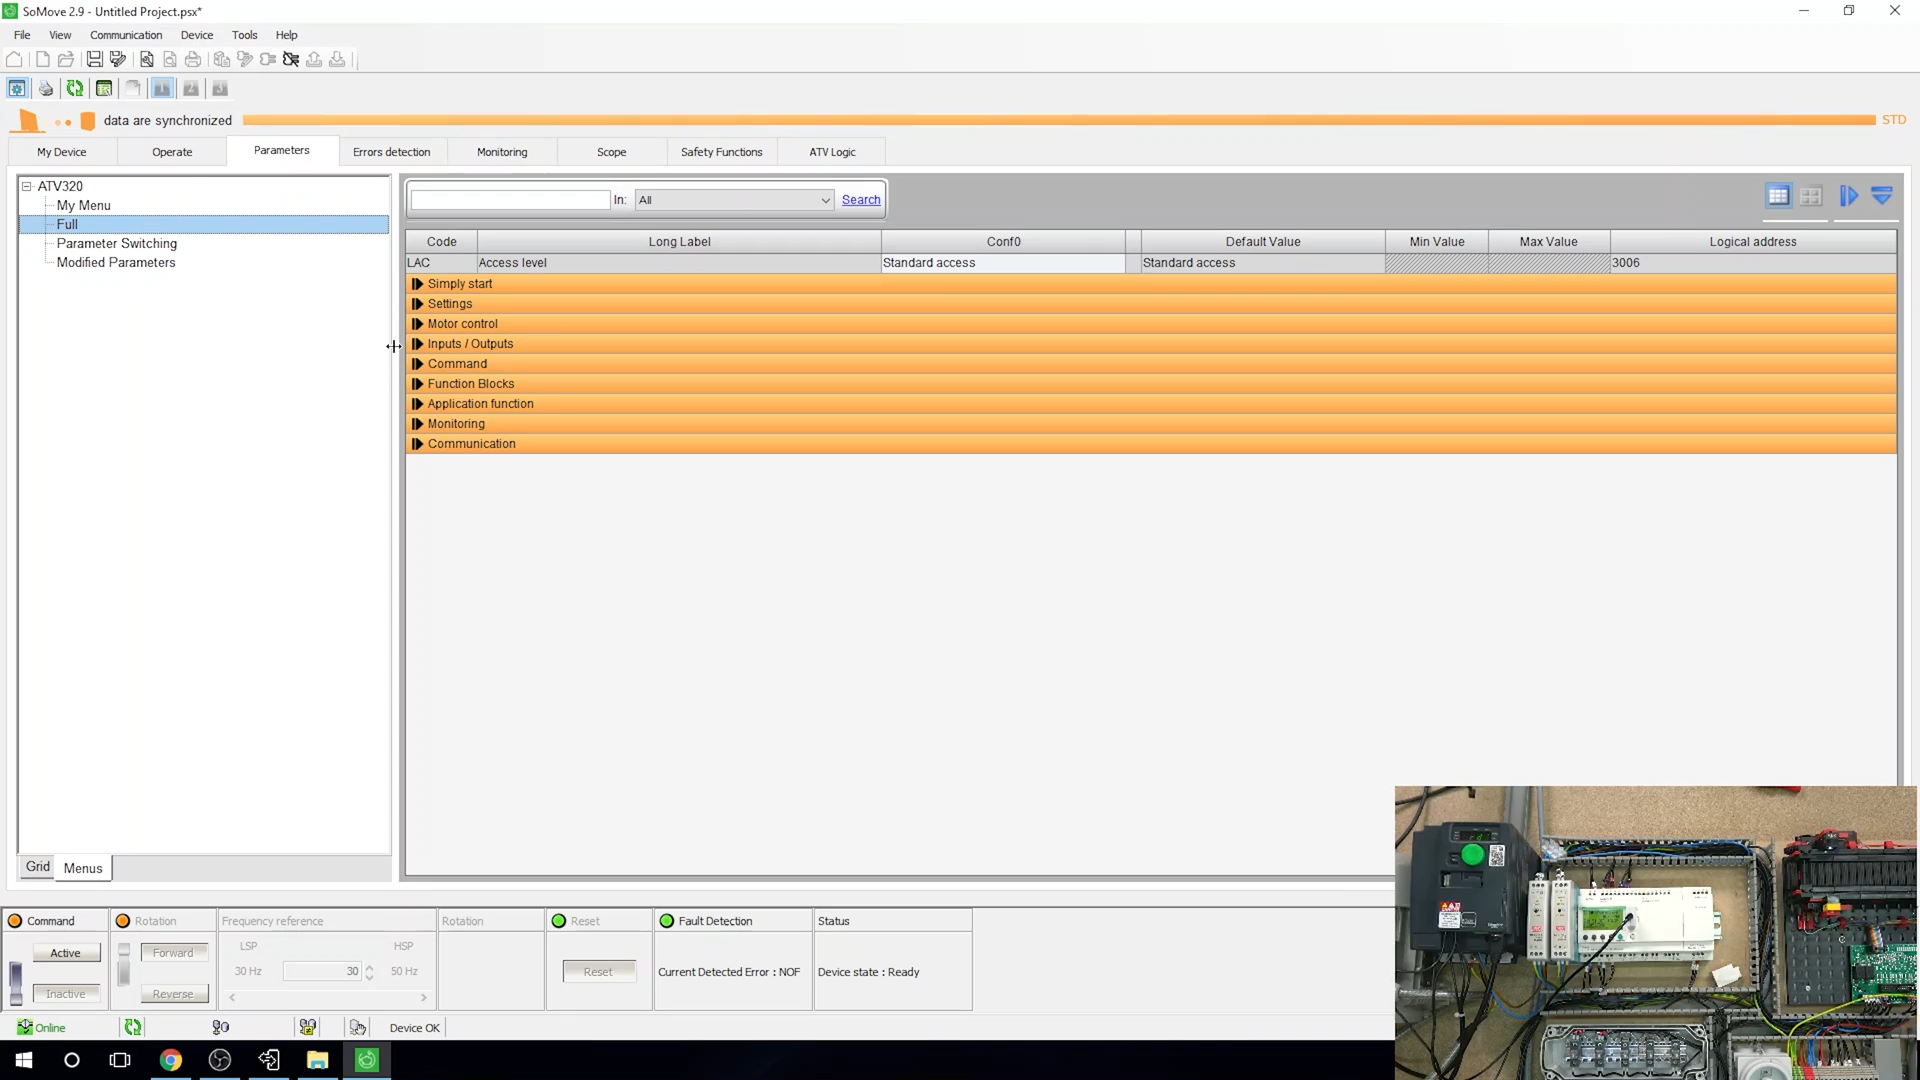 SoMove 2.9 - Untitled Project.psx*
File View Communication Device Tools Help
1 2 3
data are synchronized
STD
My Device Operate Parameters Errors detection Monitoring Scope Safety Functions ATV Logic
ATV320
My Menu
Full
Parameter Switching
Modified Parameters
In: All Search
Code Long Label Conf0 Default Value Min Value Max Value Logical address
LAC Access level Standard access Standard access 3006
Simply start
Settings
Motor control
Inputs / Outputs
Command
Function Blocks
Application function
Monitoring
Communication
Grid Menus
Command Rotation Frequency reference Rotation Reset Fault Detection Status
LSP HSP
Active Forward
30 Hz 30 50 Hz
Reset
Current Detected Error : NOF
Device state : Ready
Inactive Reverse
Online Device OK